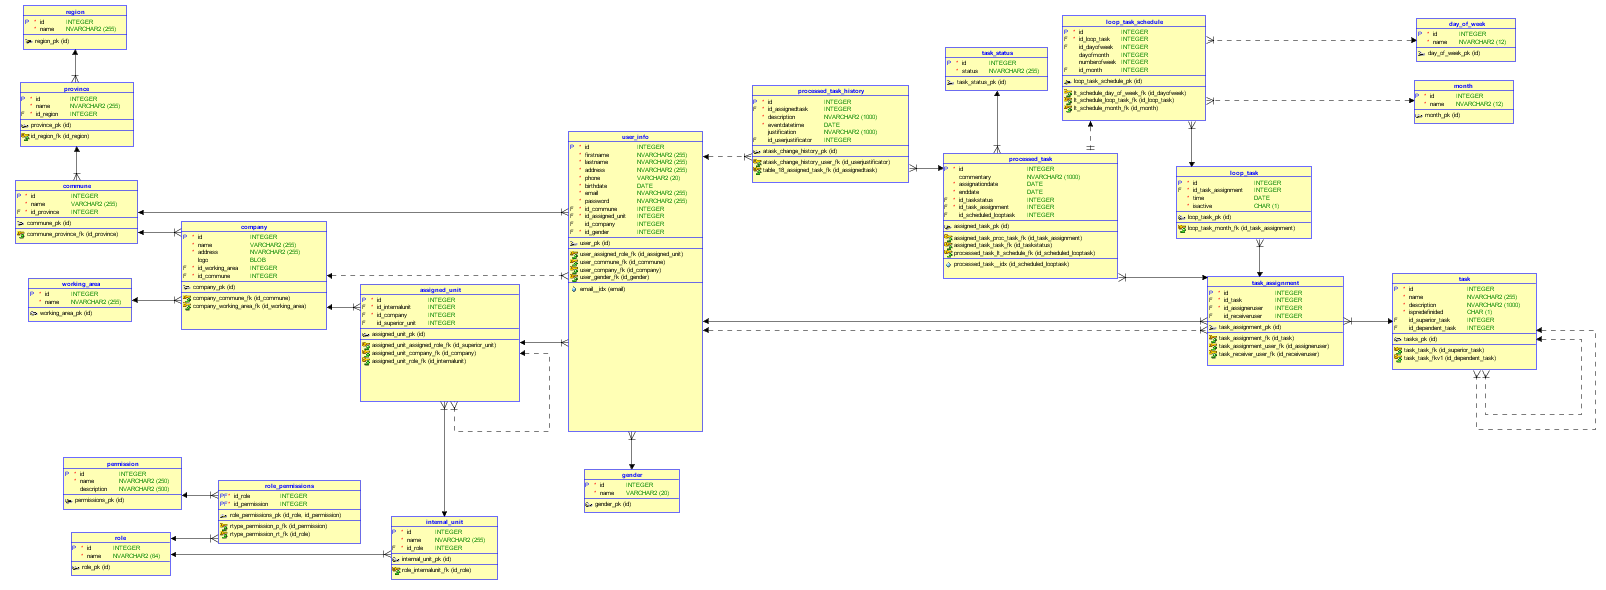 region
P * id INTEGER
* name NVARCHAR2 (255)
region_pk (id)
province
P * id INTEGER
* name NVARCHAR2 (255)
F * id_region INTEGER
province_pk (id)
id_region_fk (id_region)
commune
P * id INTEGER
* name VARCHAR (255)
F * id_province INTEGER
commune_pk (id)
commune_province_fk (id_province)
company
P * id INTEGER
* name VARCHAR2 (255)
* address NVARCHAR2 (255)
logo BLOB
F * id_working_area INTEGER
F * id_commune INTEGER
company_pk (id)
company_commune_fk (id_commune)
company_working_area_fk (id_working_area)
working_area
P * id INTEGER
* name NVARCHAR2 (255)
working_area_pk (id)
assigned_unit
P * id INTEGER
F * id_internalunit INTEGER
F * id_company INTEGER
F id_superior_unit INTEGER
assigned_unit_pk (id)
assigned_unit_assigned_role_fk (id_superior_unit)
assigned_unit_company_fk (id_company)
assigned_unit_role_fk (id_internalunit)
user_info
P * id INTEGER
* firstname NVARCHAR2 (255)
* lastname NVARCHAR2 (255)
* address NVARCHAR2 (255)
* phone VARCHAR2 (20)
* birthdate DATE
* email NVARCHAR2 (255)
* password NVARCHAR2 (255)
F * id_commune INTEGER
F * id_assigned_unit INTEGER
F id_company INTEGER
F * id_gender INTEGER
user_pk (id)
user_assigned_role_fk (id_assigned_unit)
user_commune_fk (id_commune)
user_company_fk (id_company)
user_gender_fk (id_gender)
email__idx (email)
gender
P * id INTEGER
* name VARCHAR2 (20)
gender_pk (id)
permission
P * id INTEGER
* name NVARCHAR2 (250)
description NVARCHAR2 (500)
permissions_pk (id)
role_permissions
PF * id_role INTEGER
PF * id_permission INTEGER
role_permissions_pk (id_role, id_permission)
rtype_permission_p_fk (id_permission)
rtype_permission_rt_fk (id_role)
role
P * id INTEGER
* name NVARCHAR2 (64)
role_pk (id)
internal_unit
P * id INTEGER
* name NVARCHAR2 (255)
F * id_role INTEGER
internal_unit_pk (id)
role_internalunit_fk (id_role)
processed_task_history
P * id INTEGER
F * id_assignedtask INTEGER
* description NVARCHAR2 (1000)
* eventdatetime DATE
justification NVARCHAR2 (1000)
F id_userjustificator INTEGER
atask_change_history_pk (id)
atask_change_history_user_fk (id_userjustificator)
table_18_assigned_task_fk (id_assignedtask)
task_status
P * id INTEGER
* status NVARCHAR2 (255)
task_status_pk (id)
processed_task
P * id INTEGER
commentary NVARCHAR2 (1000)
* assignationdate DATE
* enddate DATE
F * id_taskstatus INTEGER
F * id_task_assignment INTEGER
F id_scheduled_looptask INTEGER
assigned_task_pk (id)
assigned_task_proc_task_fk (id_task_assignment)
assigned_task_task_fk (id_taskstatus)
processed_task_lt_schedule_fk (id_scheduled_looptask)
processed_task__idx (id_scheduled_looptask)
loop_task_schedule
P * id INTEGER
F * id_loop_task INTEGER
F id_dayofweek INTEGER
dayofmonth INTEGER
numberofweek INTEGER
F id_month INTEGER
loop_task_schedule_pk (id)
lt_schedule_day_of_week_fk (id_dayofweek)
lt_schedule_loop_task_fk (id_loop_task)
lt_schedule_month_fk (id_month)
day_of_week
P * id INTEGER
* name NVARCHAR2 (12)
day_of_week_pk (id)
month
P * id INTEGER
* name NVARCHAR2 (12)
month_pk (id)
loop_task
P * id INTEGER
F * id_task_assignment INTEGER
* time DATE
* isactive CHAR (1)
loop_task_pk (id)
loop_task_month_fk (id_task_assignment)
task_assignment
P * id INTEGER
F * id_task INTEGER
F * id_assigneruser INTEGER
F id_receiveruser INTEGER
task_assignment_pk (id)
task_assignment_fk (id_task)
task_assignment_user_fk (id_assigneruser)
task_receiver_user_fk (id_receiveruser)
task
P * id INTEGER
* name NVARCHAR2 (255)
* description NVARCHAR2 (1000)
* ispredefinided CHAR (1)
F id_superior_task INTEGER
F id_dependent_task INTEGER
tasks_pk (id)
task_task_fk (id_superior_task)
task_task_fkv1 (id_dependent_task)